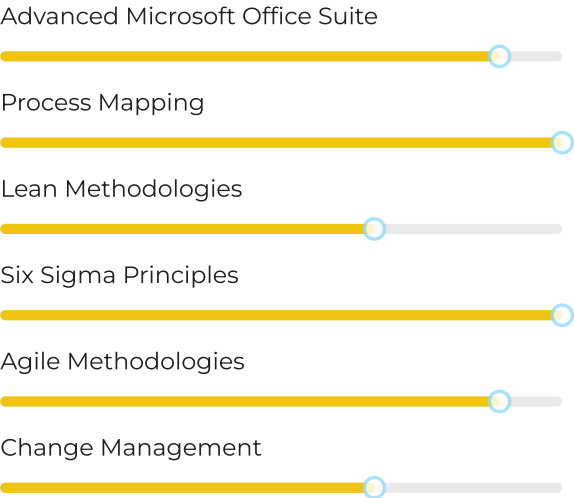 Advanced Microsoft Office Suite
Process Mapping
Lean Methodologies
Six Sigma Principles
Agile Methodologies
Change Management